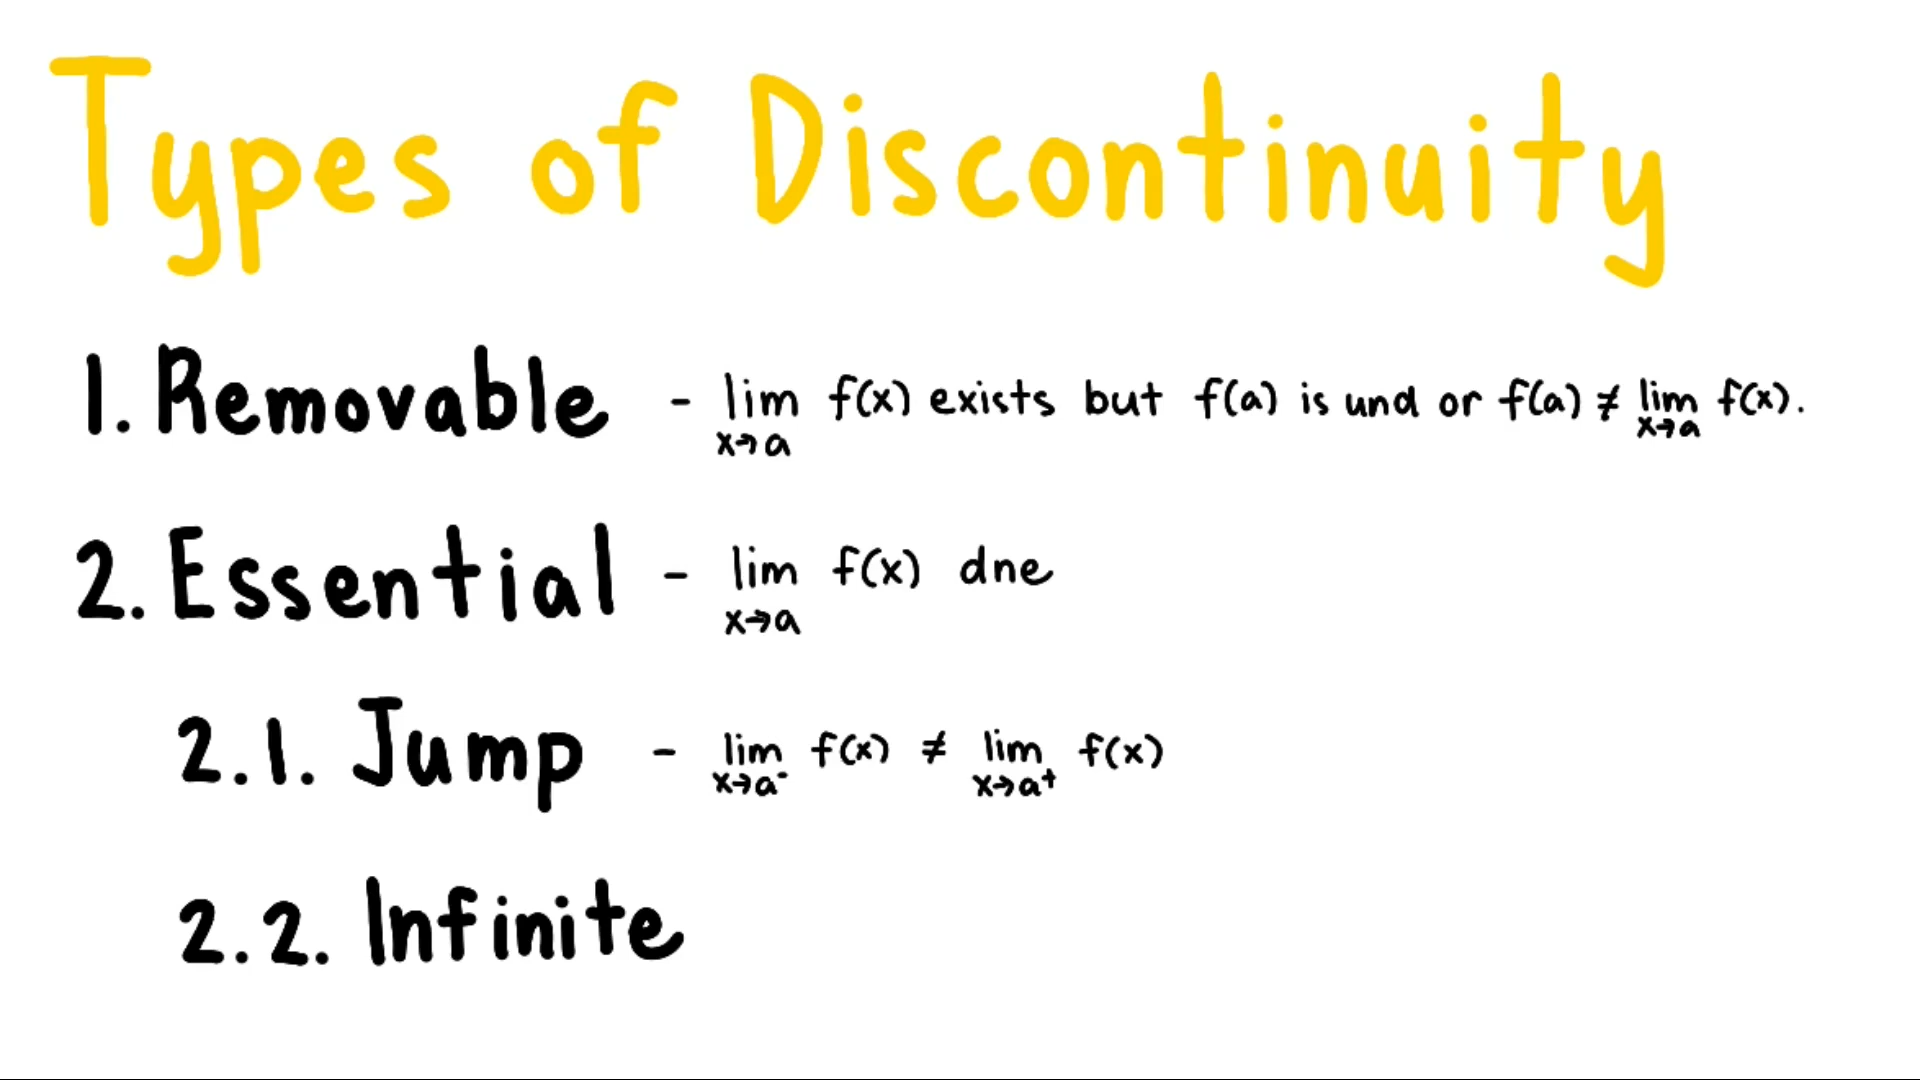 Types of Discontinuity
1. Removable - lim x→a f(x) exists but f(a) is und or f(a) ≠ lim x→a f(x).
2. Essential - lim x→a f(x) dne
2.1. Jump - lim x→a⁻ f(x) ≠ lim x→a⁺ f(x)
2.2. Infinite